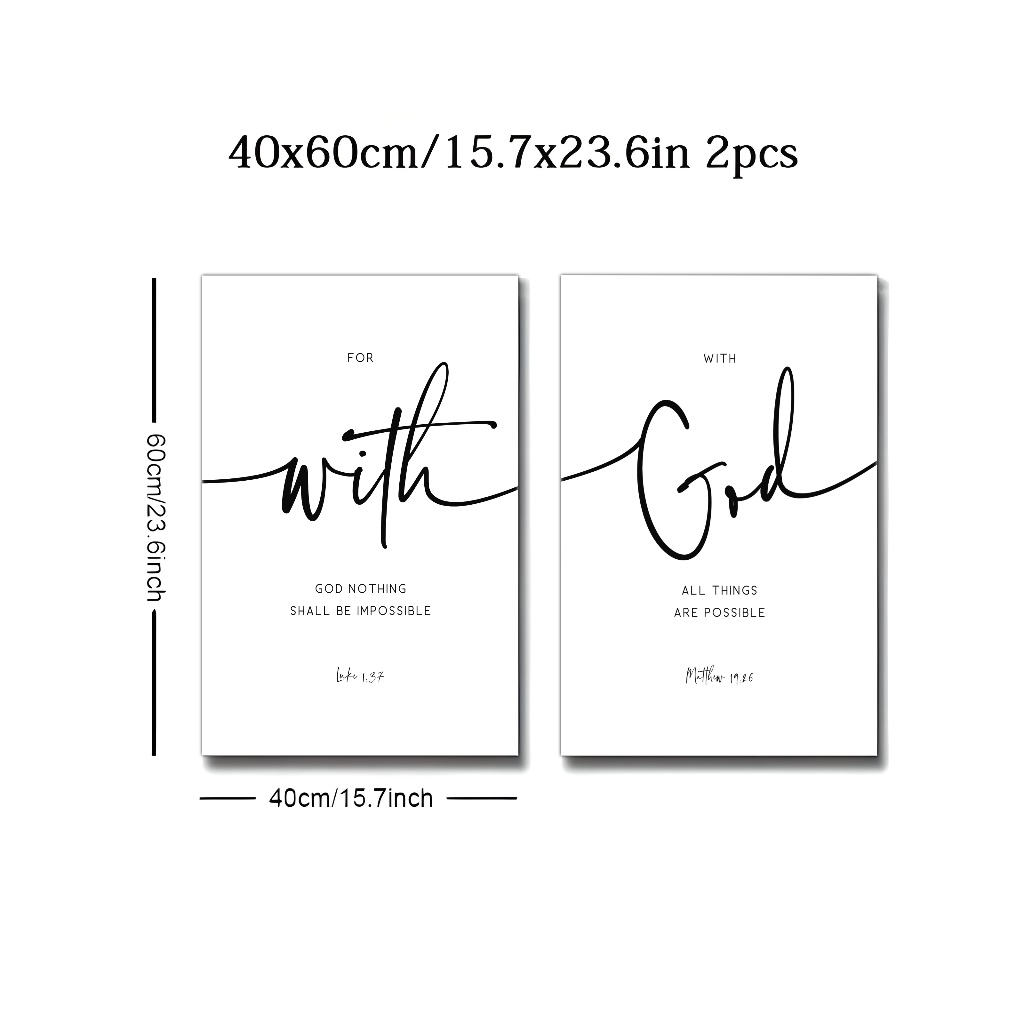 40x60cm/15.7x23.6in 2pcs
60cm/23.6inch
FOR
with
GOD NOTHING
SHALL BE IMPOSSIBLE
Luke 1:37
WITH
God
ALL THINGS
ARE POSSIBLE
Matthew 19:26
40cm/15.7inch